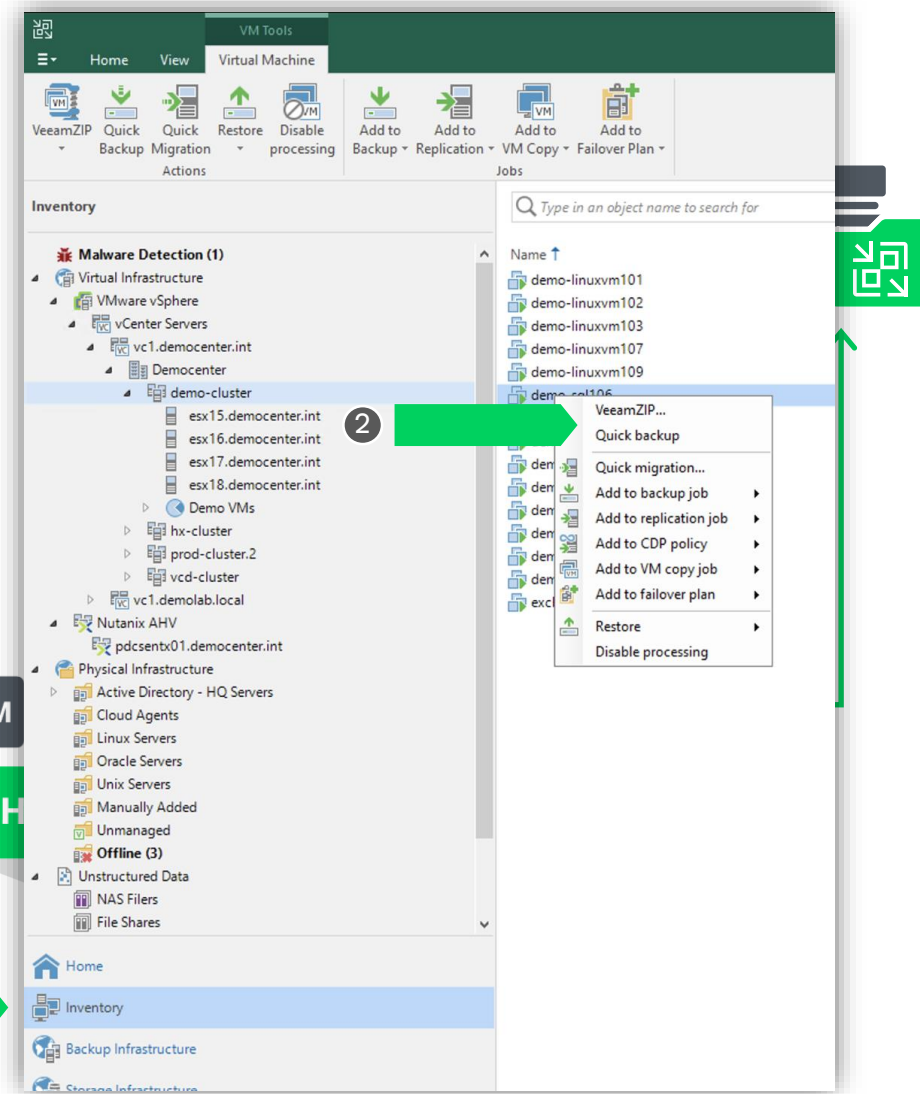 VM Tools
Home View Virtual Machine
VeeamZIP Quick Backup Quick Migration Restore Disable processing Add to Backup Add to Replication Add to VM Copy Add to Failover Plan
Actions Jobs
Inventory
Type in an object name to search for
Malware Detection (1)
Virtual Infrastructure
VMware vSphere
vCenter Servers
vc1.democenter.int
Democenter
demo-cluster
esx15.democenter.int
esx16.democenter.int
esx17.democenter.int
esx18.democenter.int
Demo VMs
hx-cluster
prod-cluster.2
vcd-cluster
vc1.demolab.local
Nutanix AHV
pdcsentx01.democenter.int
Physical Infrastructure
Active Directory - HQ Servers
Cloud Agents
Linux Servers
Oracle Servers
Unix Servers
Manually Added
Unmanaged
Offline (3)
Unstructured Data
NAS Filers
File Shares
Home
Inventory
Backup Infrastructure
Storage Infrastructure
Name
demo-linuxvm101
demo-linuxvm102
demo-linuxvm103
demo-linuxvm107
demo-linuxvm109
demo-sql106
2
VeeamZIP...
Quick backup
Quick migration...
Add to backup job
Add to replication job
Add to CDP policy
Add to VM copy job
Add to failover plan
Restore
Disable processing